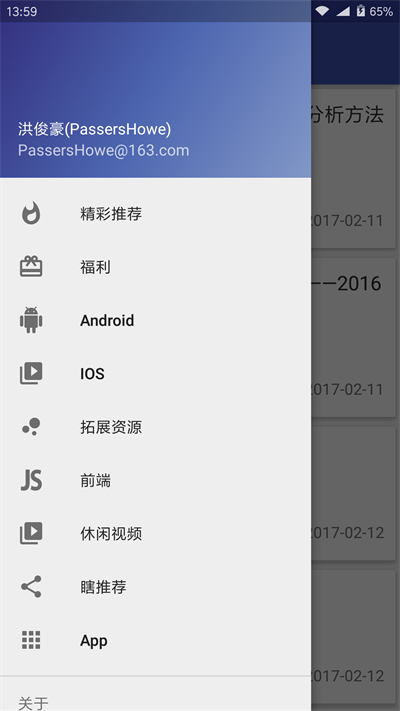 13:59
65%
洪俊豪(PassersHowe)
PassersHowe@163.com
分析方法
精彩推荐
2017-02-11
福利
——2016
Android
IOS
2017-02-11
拓展资源
前端
JS
休闲视频
2017-02-12
瞎推荐
App
2017-02-12
关于